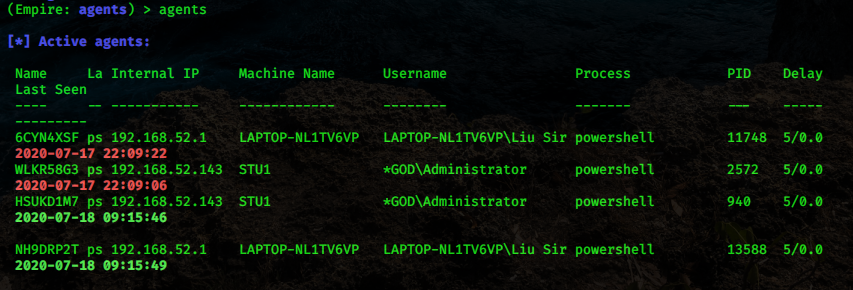 (Empire: agents) > agents
[*] Active agents:
Name La Internal IP Machine Name Username Process PID Delay
Last Seen
---- -- ----------- ------------ -------- ------- --- -----
---------
6CYN4XSF ps 192.168.52.1 LAPTOP-NL1TV6VP LAPTOP-NL1TV6VP\Liu Sir powershell 11748 5/0.0
2020-07-17 22:09:22
WLKR58G3 ps 192.168.52.143 STU1 *GOD\Administrator powershell 2572 5/0.0
2020-07-17 22:09:06
HSUKD1M7 ps 192.168.52.143 STU1 *GOD\Administrator powershell 940 5/0.0
2020-07-18 09:15:46
NH9DRP2T ps 192.168.52.1 LAPTOP-NL1TV6VP LAPTOP-NL1TV6VP\Liu Sir powershell 13588 5/0.0
2020-07-18 09:15:49